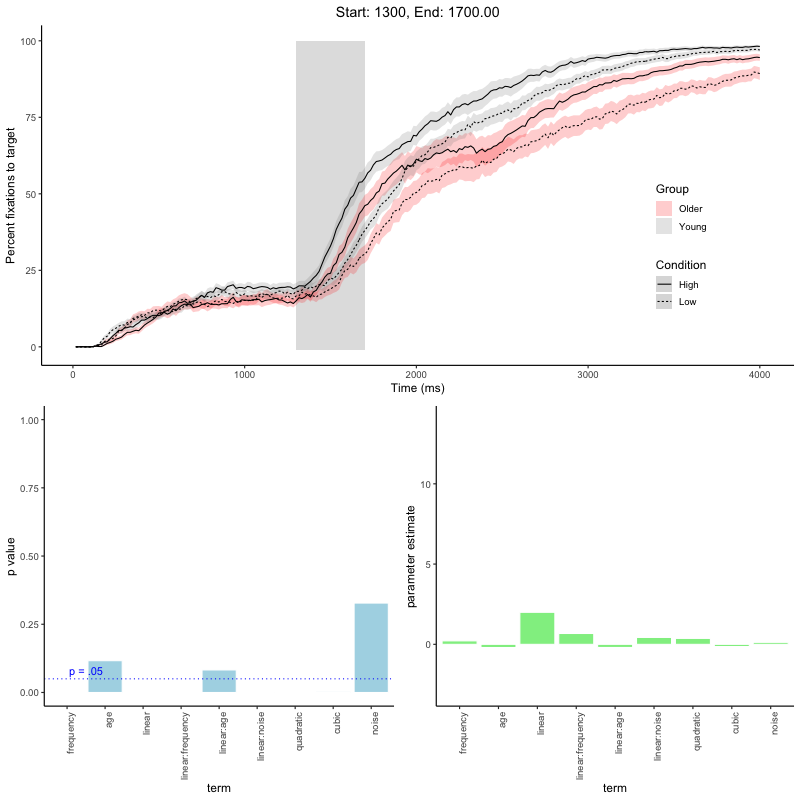 Start: 1300, End: 1700.00
Percent fixations to target
100
75
50
25
0
0
1000
2000
3000
4000
Time (ms)
Group
Older
Young
Condition
High
Low
p value
1.00
0.75
0.50
0.25
0.00
p = .05
frequency
age
linear
linear:frequency
linear:age
linear:noise
quadratic
cubic
noise
term
parameter estimate
10
5
0
frequency
age
linear
linear:frequency
linear:age
linear:noise
quadratic
cubic
noise
term